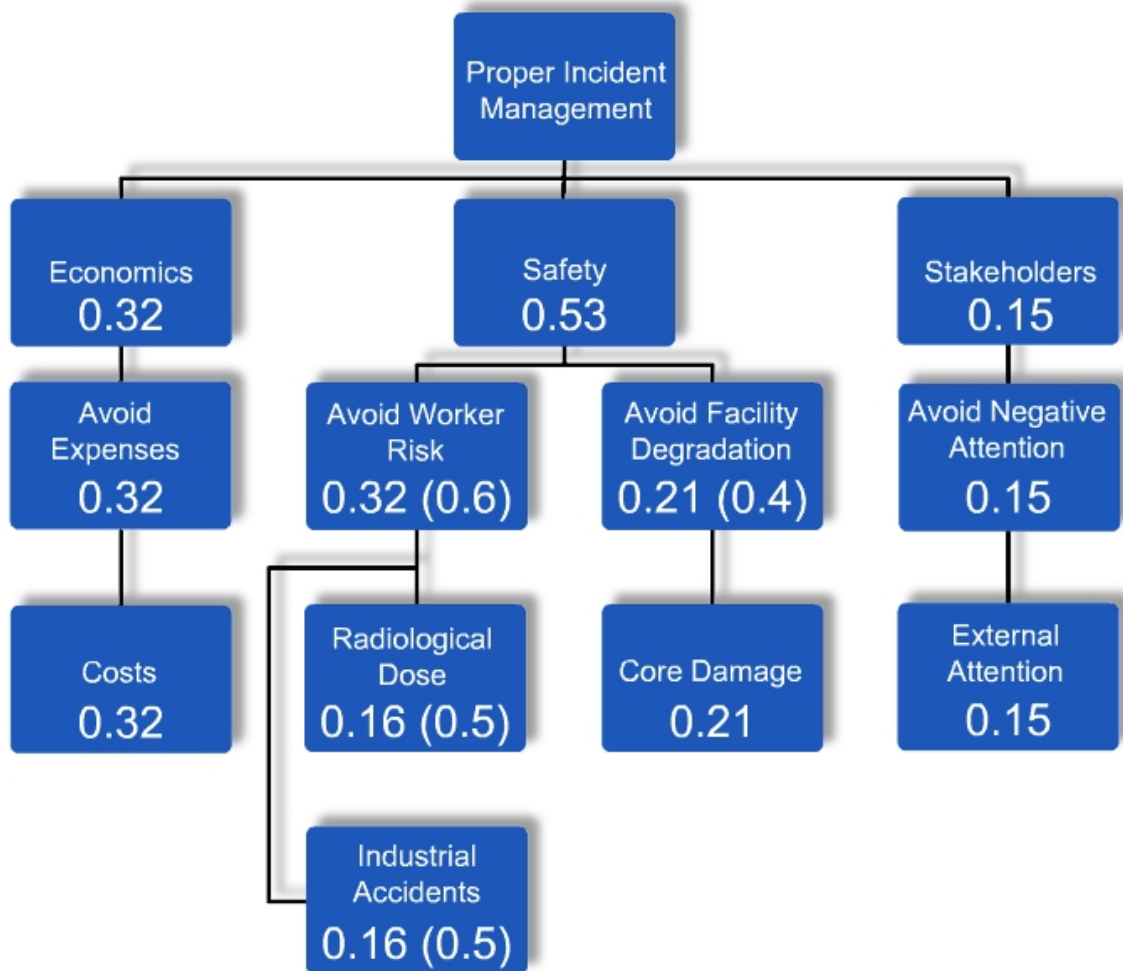 Proper Incident
Management
Economics
0.32
Safety
0.53
Stakeholders
0.15
Avoid
Expenses
0.32
Avoid Worker
Risk
0.32 (0.6)
Avoid Facility
Degradation
0.21 (0.4)
Avoid Negative
Attention
0.15
Costs
0.32
Radiological
Dose
0.16 (0.5)
Core Damage
0.21
External
Attention
0.15
Industrial
Accidents
0.16 (0.5)